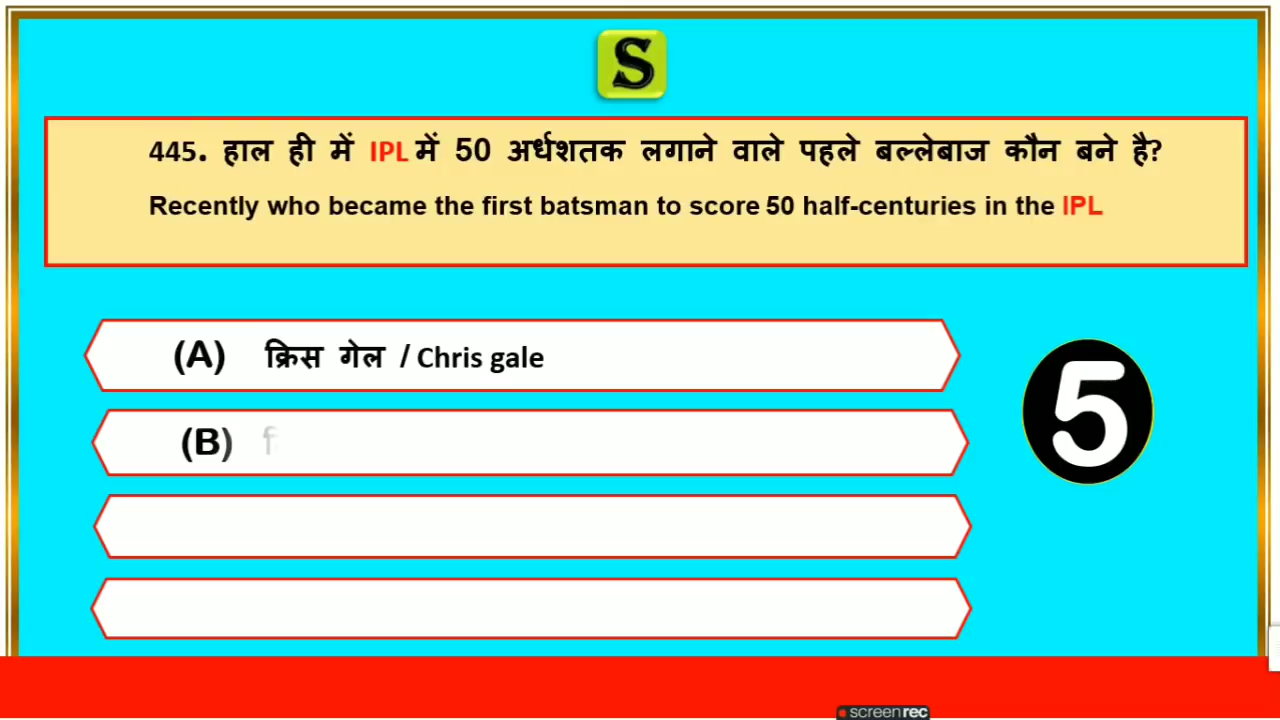 S
445. हाल ही में IPL में 50 अर्धशतक लगाने वाले पहले बल्लेबाज कौन बने है?
Recently who became the first batsman to score 50 half-centuries in the IPL
(A) क्रिस गेल / Chris gale
5
(B)
screenrec